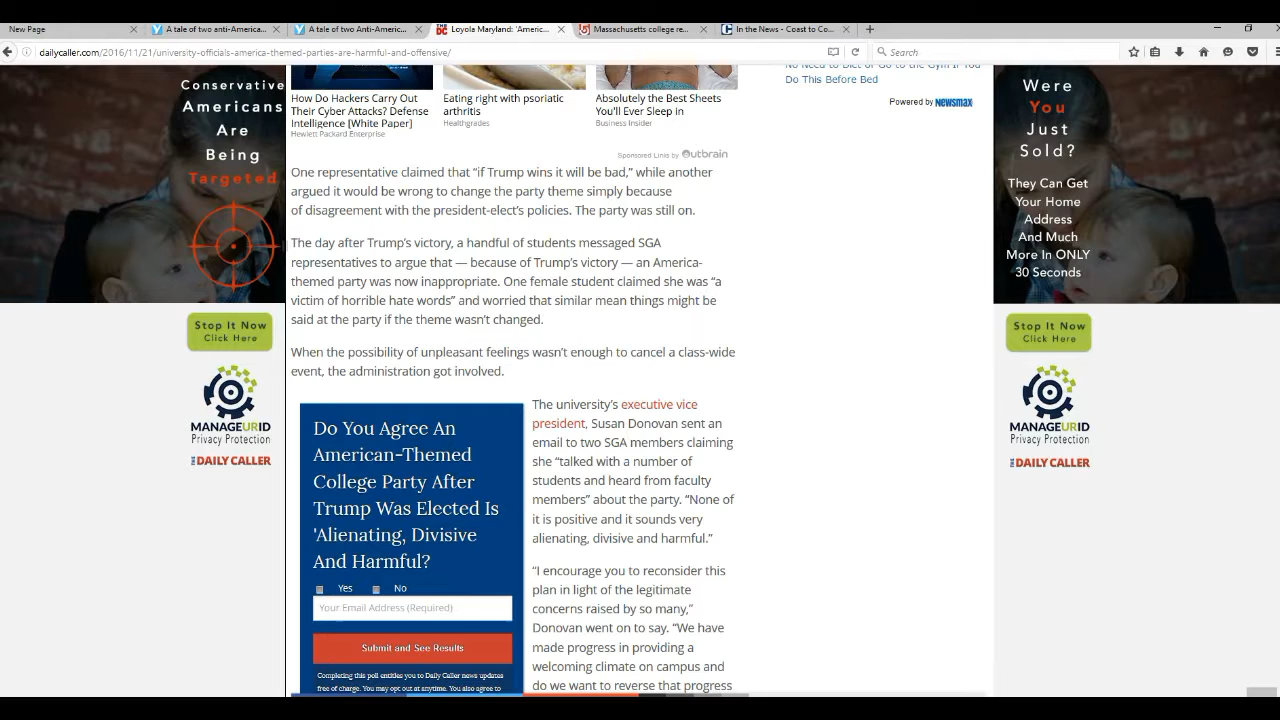 New Page
A tale of two anti-America...
A tale of two Anti-Americ...
Loyola Maryland: 'Americ...
Massachusetts college re...
In the News - Coast to Co...
dailycaller.com/2016/11/21/university-officials-america-themed-parties-are-harmful-and-offensive/
Search
Conservative
Americans
Are
Being
Targeted
Stop It Now
Click Here
MANAGEURID
Privacy Protection
THE DAILY CALLER
How Do Hackers Carry Out
Their Cyber Attacks? Defense
Intelligence [White Paper]
Hewlett Packard Enterprise
Eating right with psoriatic
arthritis
Healthgrades
Absolutely the Best Sheets
You'll Ever Sleep in
Business Insider
Sponsored Links by Outbrain
One representative claimed that “if Trump wins it will be bad,” while another
argued it would be wrong to change the party theme simply because
of disagreement with the president-elect’s policies. The party was still on.
The day after Trump’s victory, a handful of students messaged SGA
representatives to argue that — because of Trump’s victory — an America-
themed party was now inappropriate. One female student claimed she was “a
victim of horrible hate words” and worried that similar mean things might be
said at the party if the theme wasn’t changed.
When the possibility of unpleasant feelings wasn’t enough to cancel a class-wide
event, the administration got involved.
Do You Agree An
American-Themed
College Party After
Trump Was Elected Is
'Alienating, Divisive
And Harmful?
Yes No
Your Email Address (Required)
Submit and See Results
Completing this poll entitles you to Daily Caller news updates
free of charge. You may opt out at anytime. You also agree to
The university’s executive vice
president, Susan Donovan sent an
email to two SGA members claiming
she “talked with a number of
students and heard from faculty
members” about the party. “None of
it is positive and it sounds very
alienating, divisive and harmful.”
“I encourage you to reconsider this
plan in light of the legitimate
concerns raised by so many,”
Donovan went on to say. “We have
made progress in providing a
welcoming climate on campus and
do we want to reverse that progress
No Need to Diet or Go to the Gym If You
Do This Before Bed
Powered by Newsmax
Were
You
Just
Sold?
They Can Get
Your Home
Address
And Much
More In ONLY
30 Seconds
Stop It Now
Click Here
MANAGEURID
Privacy Protection
THE DAILY CALLER